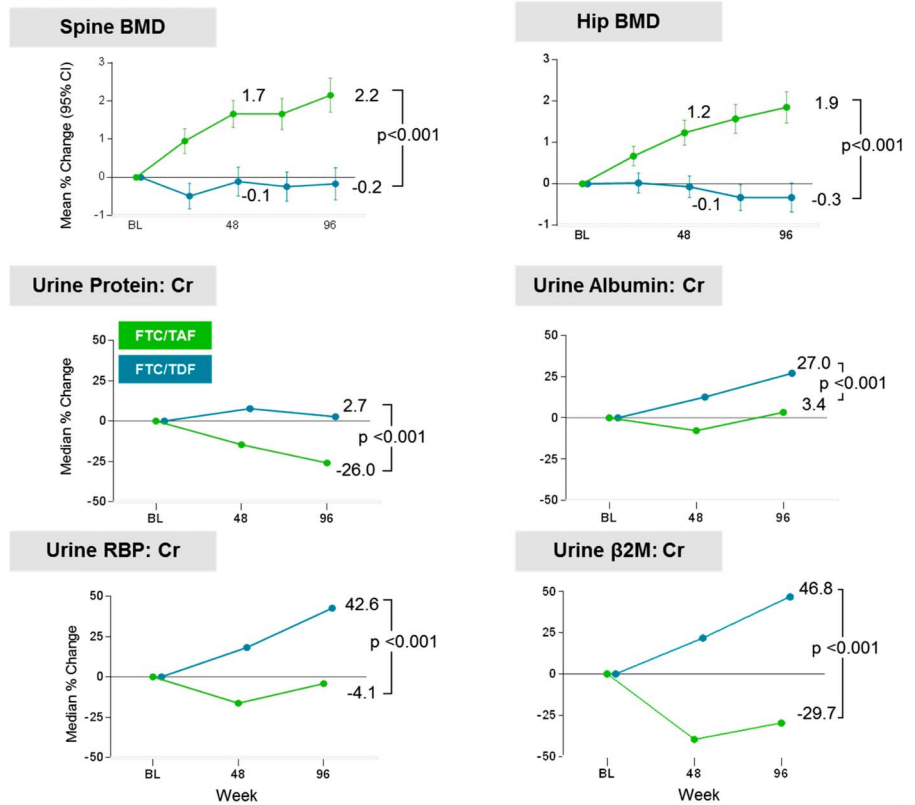 Spine BMD
Mean % Change (95% CI)
3
2
1
0
-1
1.7
-0.1
2.2
p<0.001
-0.2
BL
48
96
Hip BMD
3
2
1
0
-1
1.2
-0.1
1.9
p<0.001
-0.3
BL
48
96
Urine Protein: Cr
Median % Change
50
25
0
-25
-50
FTC/TAF
FTC/TDF
2.7
p <0.001
-26.0
BL
48
96
Urine Albumin: Cr
50
25
0
-25
-50
27.0
p <0.001
3.4
BL
48
96
Urine RBP: Cr
Median % Change
50
25
0
-25
-50
42.6
p <0.001
-4.1
BL
48
96
Week
Urine β2M: Cr
50
25
0
-25
-50
46.8
p <0.001
-29.7
BL
48
96
Week